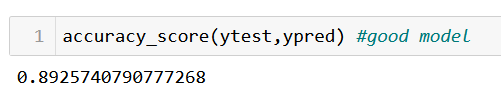 1 accuracy_score(ytest,ypred) #good model
0.8925740790777268